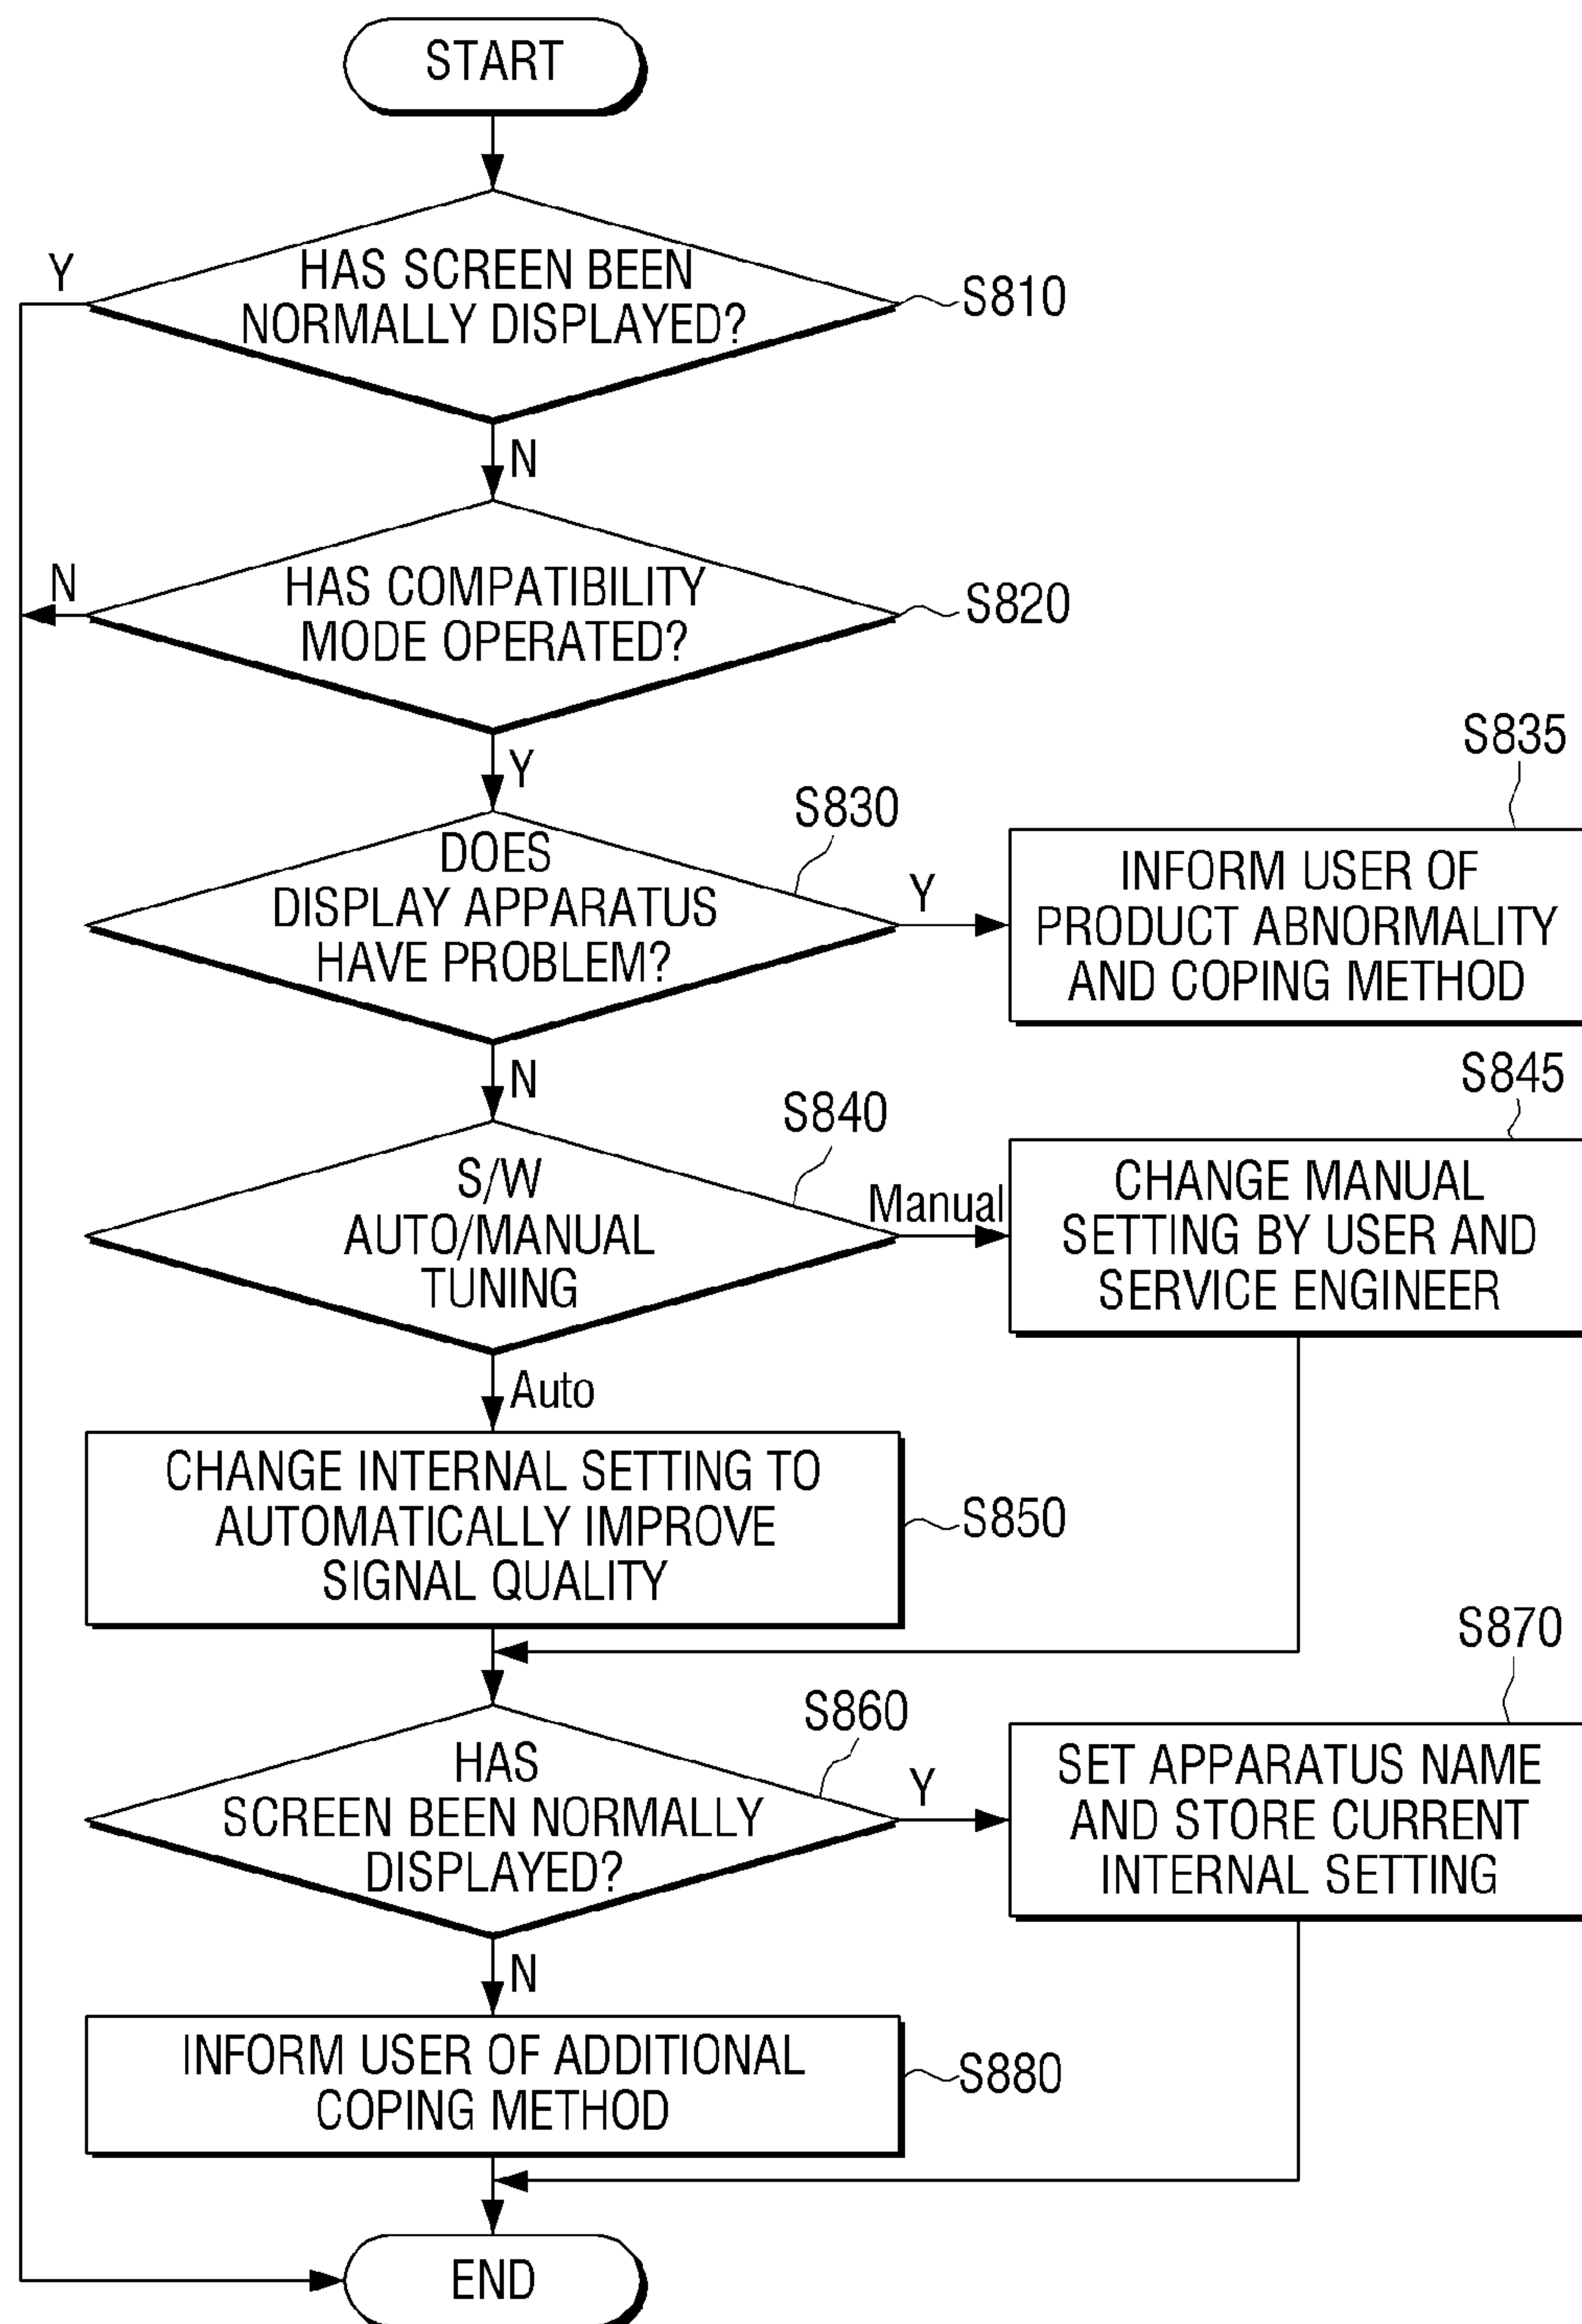 START
Y
HAS SCREEN BEEN
NORMALLY DISPLAYED?
S810
N
N
HAS COMPATIBILITY
MODE OPERATED?
S820
Y
S830
DOES
DISPLAY APPARATUS
HAVE PROBLEM?
Y
S835
INFORM USER OF
PRODUCT ABNORMALITY
AND COPING METHOD
N
S840
S/W
AUTO/MANUAL
TUNING
Manual
S845
CHANGE MANUAL
SETTING BY USER AND
SERVICE ENGINEER
Auto
CHANGE INTERNAL SETTING TO
AUTOMATICALLY IMPROVE
SIGNAL QUALITY
S850
S860
HAS
SCREEN BEEN NORMALLY
DISPLAYED?
Y
S870
SET APPARATUS NAME
AND STORE CURRENT
INTERNAL SETTING
N
INFORM USER OF ADDITIONAL
COPING METHOD
S880
END